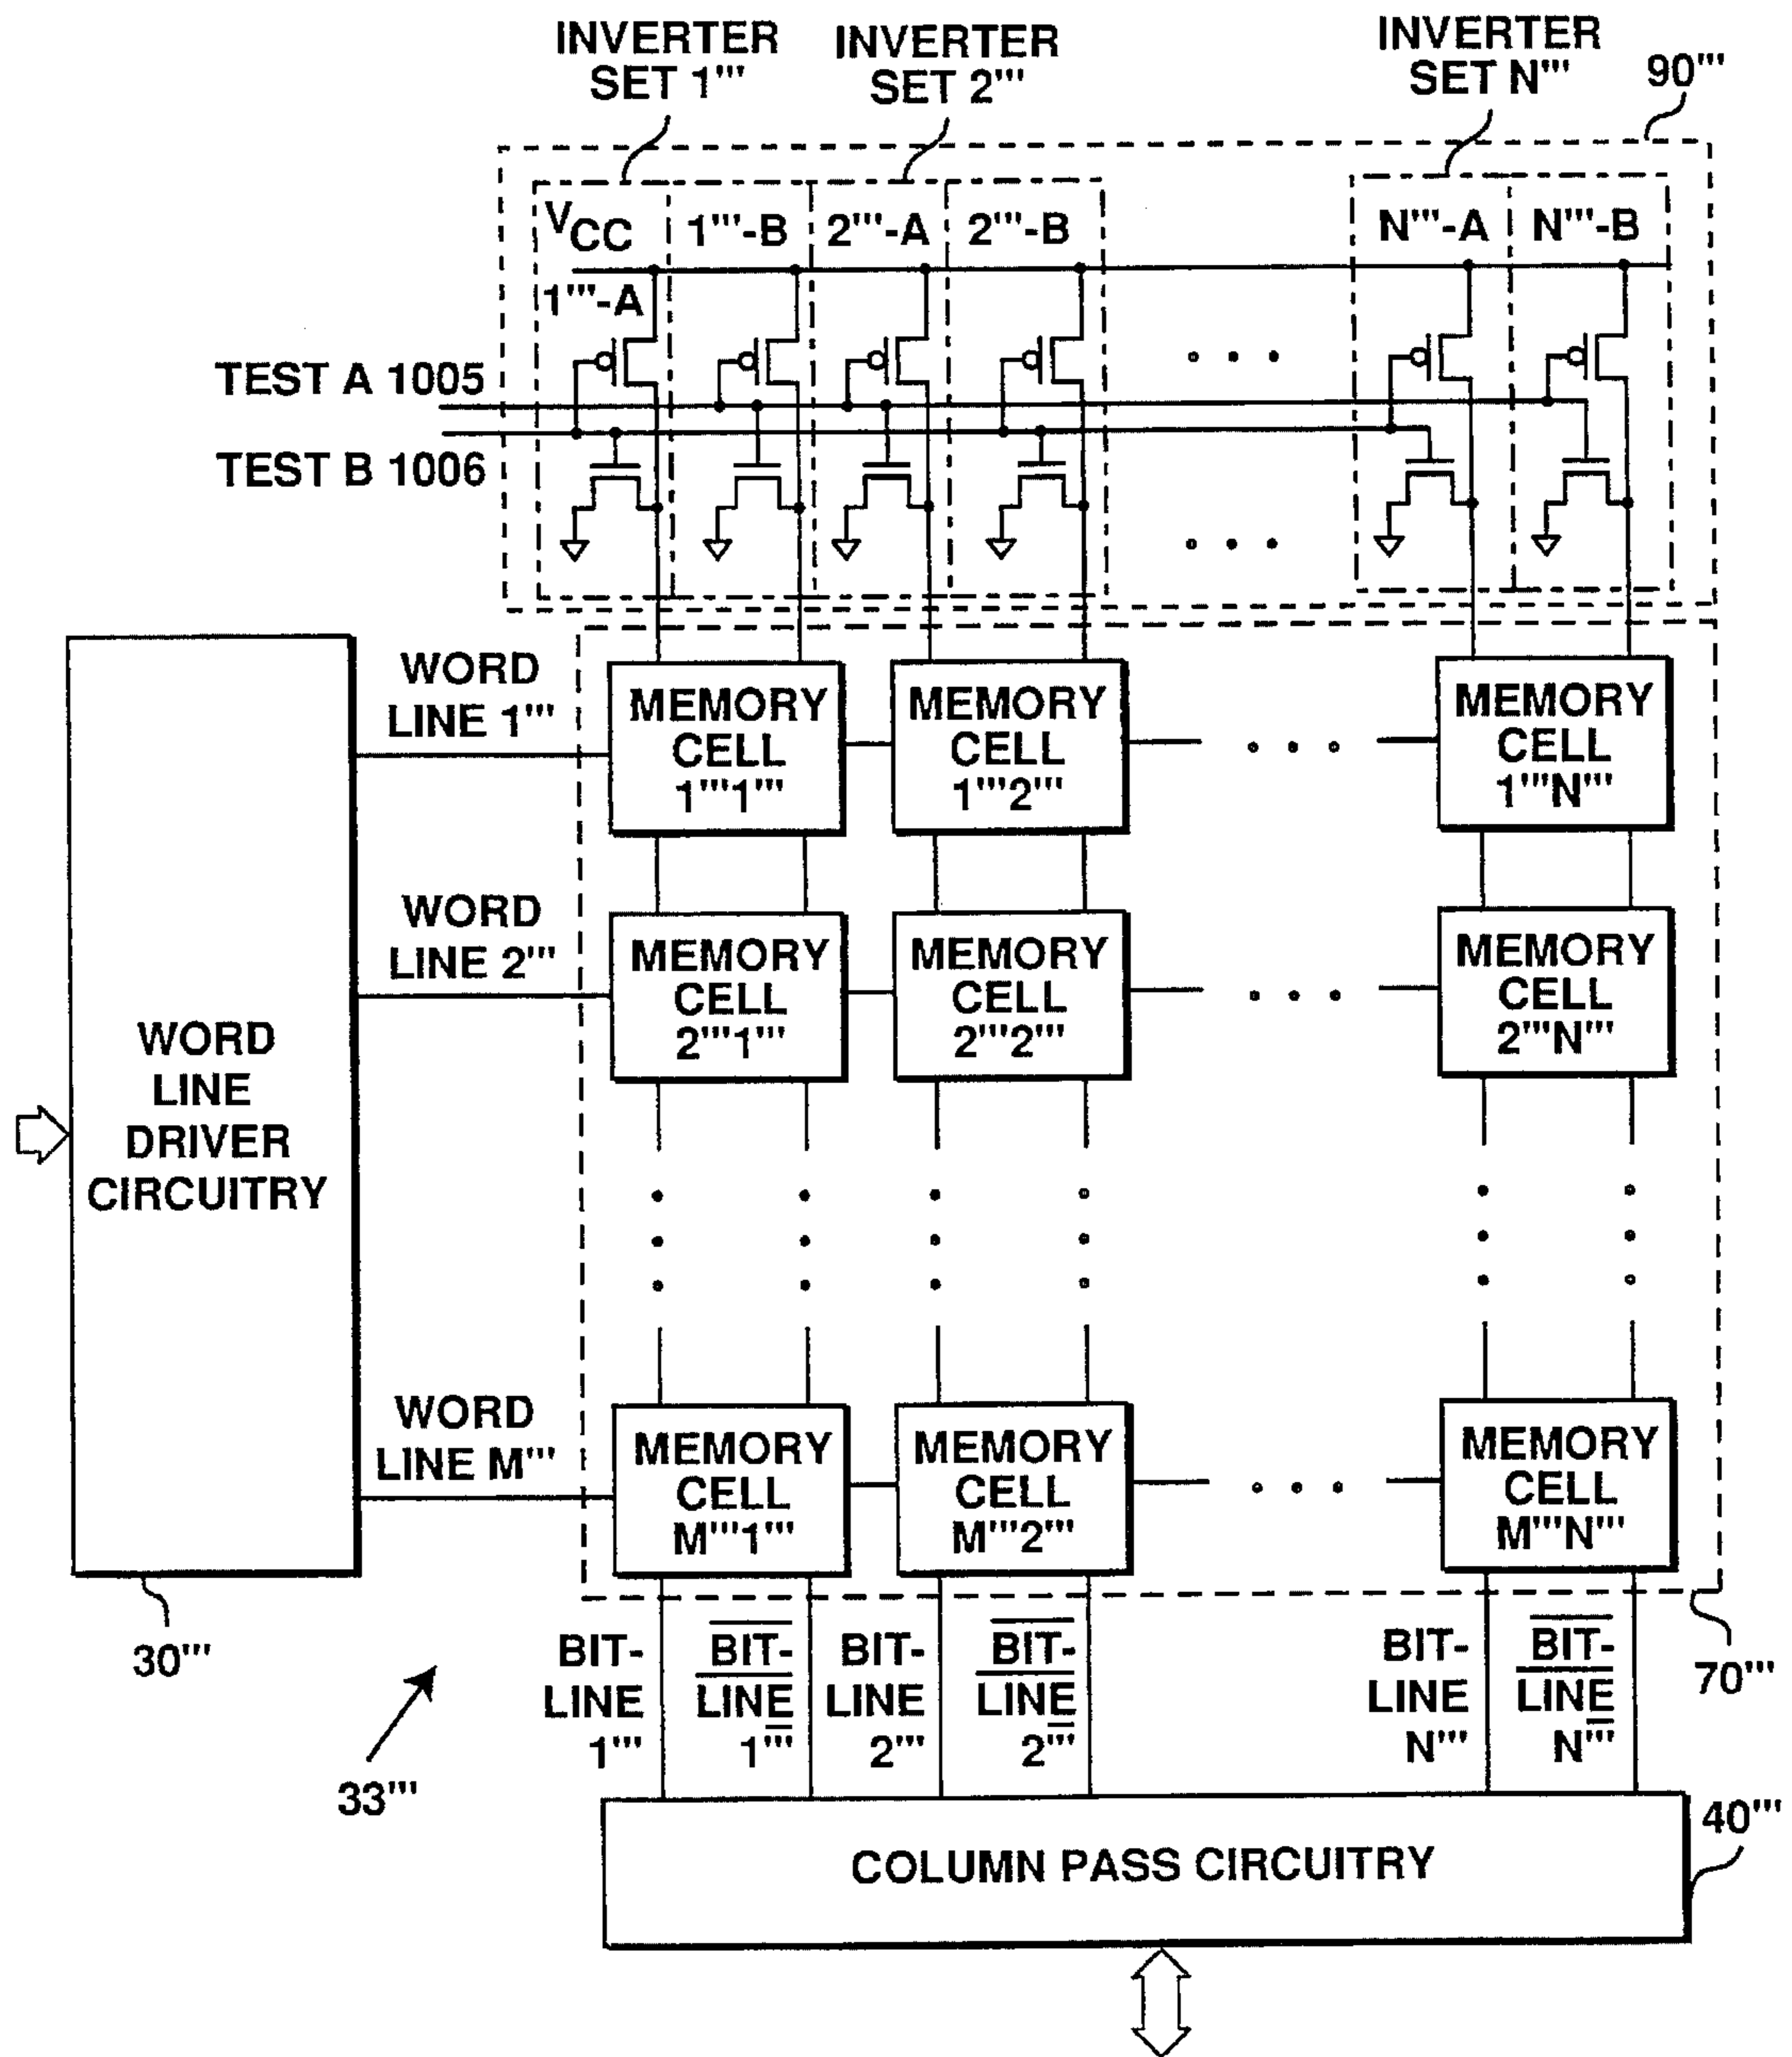 INVERTER
SET 1'''
INVERTER
SET 2'''
INVERTER
SET N'''
90'''
VCC
1'''-A
1'''-B
2'''-A
2'''-B
N'''-A
N'''-B
TEST A 1005
TEST B 1006
WORD
LINE 1'''
MEMORY
CELL
1'''1'''
MEMORY
CELL
1'''2'''
MEMORY
CELL
1'''N'''
WORD
LINE 2'''
MEMORY
CELL
2'''1'''
MEMORY
CELL
2'''2'''
MEMORY
CELL
2'''N'''
WORD
LINE
DRIVER
CIRCUITRY
WORD
LINE M'''
MEMORY
CELL
M'''1'''
MEMORY
CELL
M'''2'''
MEMORY
CELL
M'''N'''
30'''
33'''
BIT-
LINE
1'''
BIT-
LINE
1'''
BIT-
LINE
2'''
BIT-
LINE
2'''
BIT-
LINE
N'''
BIT-
LINE
N'''
70'''
COLUMN PASS CIRCUITRY
40'''